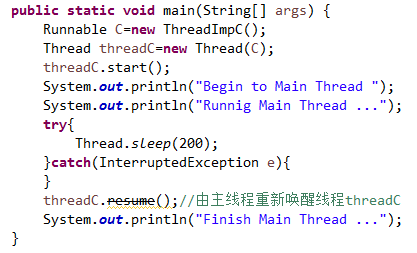 public static void main(String[] args) {
Runnable C=new ThreadImpC();
Thread threadC=new Thread(C);
threadC.start();
System.out.println("Begin to Main Thread ");
System.out.println("Runnig Main Thread ...");
try{
Thread.sleep(200);
}catch(InterruptedException e){
}
threadC.resume();//由主线程重新唤醒线程threadC
System.out.println("Finish Main Thread ...");
}